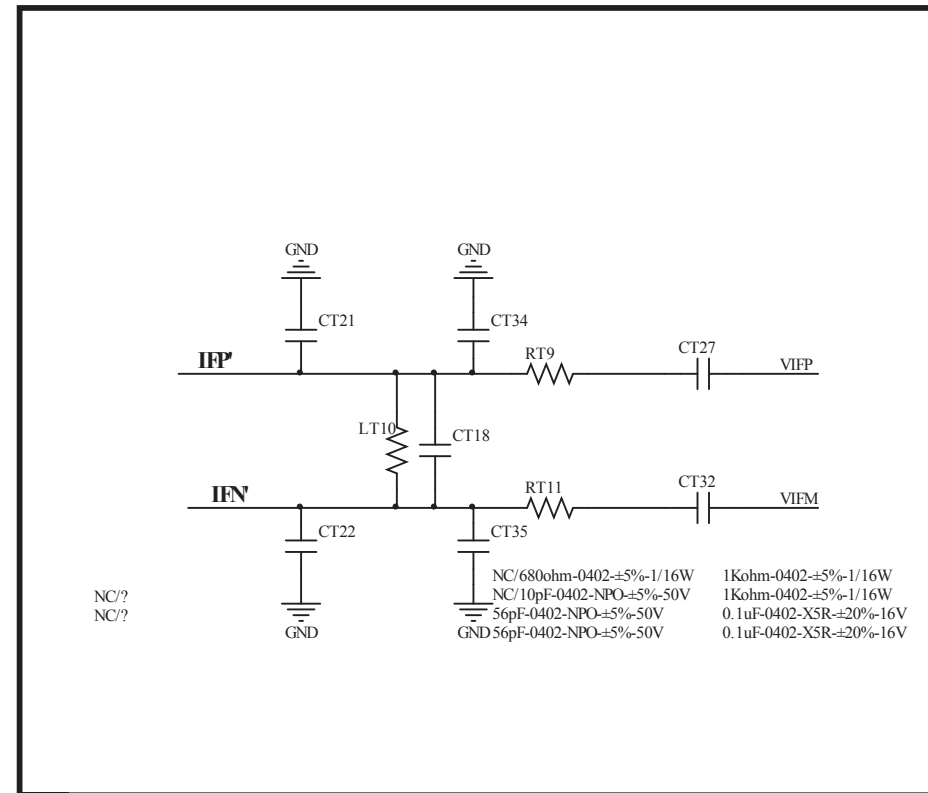 GND GND
CT21 CT34
RT9 CT27
IFP' VIFP
LT10 CT18
RT11 CT32
IFN' VIFM
CT22 CT35
NC/680ohm-0402-±5%-1/16W 1Kohm-0402-±5%-1/16W
NC/? NC/10pF-0402-NPO-±5%-50V 1Kohm-0402-±5%-1/16W
NC/? 56pF-0402-NPO-±5%-50V 0.1uF-0402-X5R-±20%-16V
GND GND 56pF-0402-NPO-±5%-50V 0.1uF-0402-X5R-±20%-16V